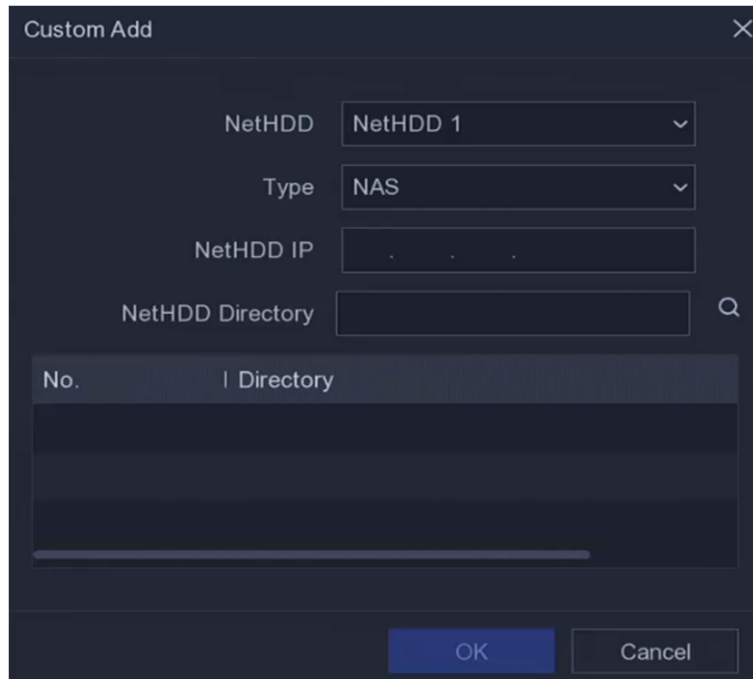 Custom Add
NetHDD NetHDD 1
Type NAS
NetHDD IP . . .
NetHDD Directory
No. Directory
OK Cancel